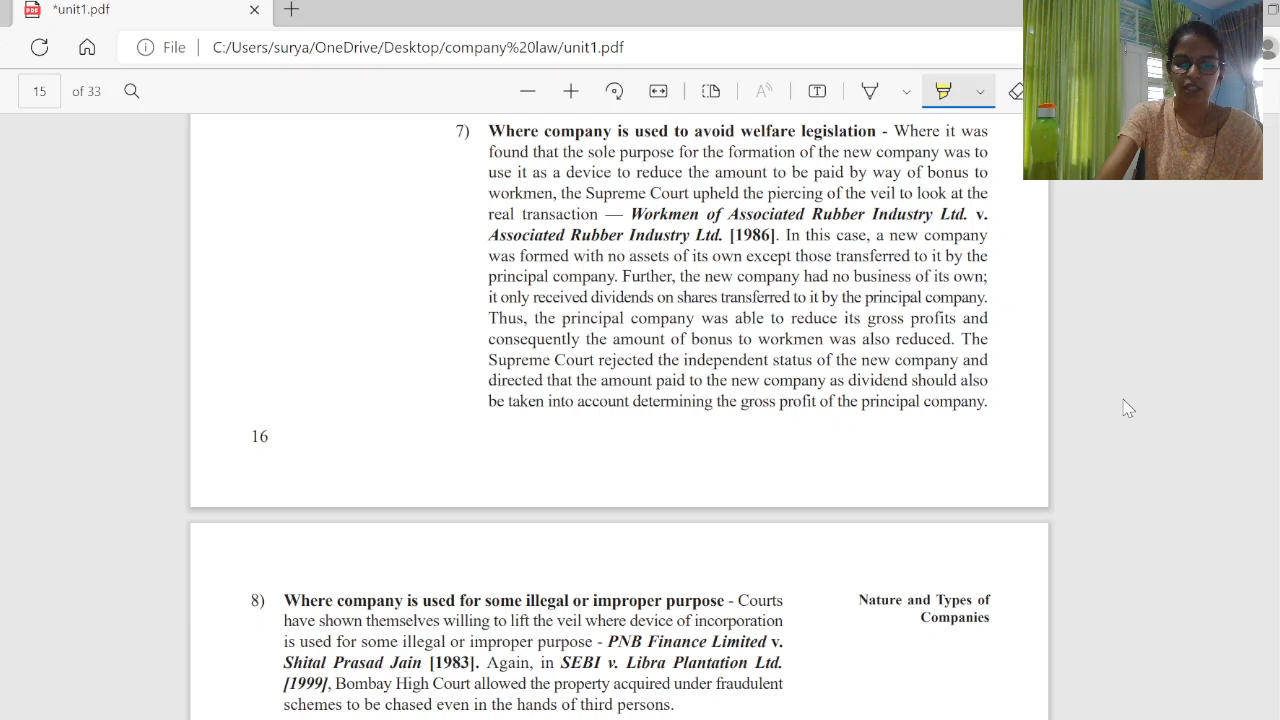 *unit1.pdf
File
C:/Users/surya/OneDrive/Desktop/company%20law/unit1.pdf
15 of 33
7) Where company is used to avoid welfare legislation - Where it was
found that the sole purpose for the formation of the new company was to
use it as a device to reduce the amount to be paid by way of bonus to
workmen, the Supreme Court upheld the piercing of the veil to look at the
real transaction — Workmen of Associated Rubber Industry Ltd. v.
Associated Rubber Industry Ltd. [1986]. In this case, a new company
was formed with no assets of its own except those transferred to it by the
principal company. Further, the new company had no business of its own;
it only received dividends on shares transferred to it by the principal company.
Thus, the principal company was able to reduce its gross profits and
consequently the amount of bonus to workmen was also reduced. The
Supreme Court rejected the independent status of the new company and
directed that the amount paid to the new company as dividend should also
be taken into account determining the gross profit of the principal company.
16
8) Where company is used for some illegal or improper purpose - Courts
have shown themselves willing to lift the veil where device of incorporation
is used for some illegal or improper purpose - PNB Finance Limited v.
Shital Prasad Jain [1983]. Again, in SEBI v. Libra Plantation Ltd.
[1999], Bombay High Court allowed the property acquired under fraudulent
schemes to be chased even in the hands of third persons.
Nature and Types of
Companies